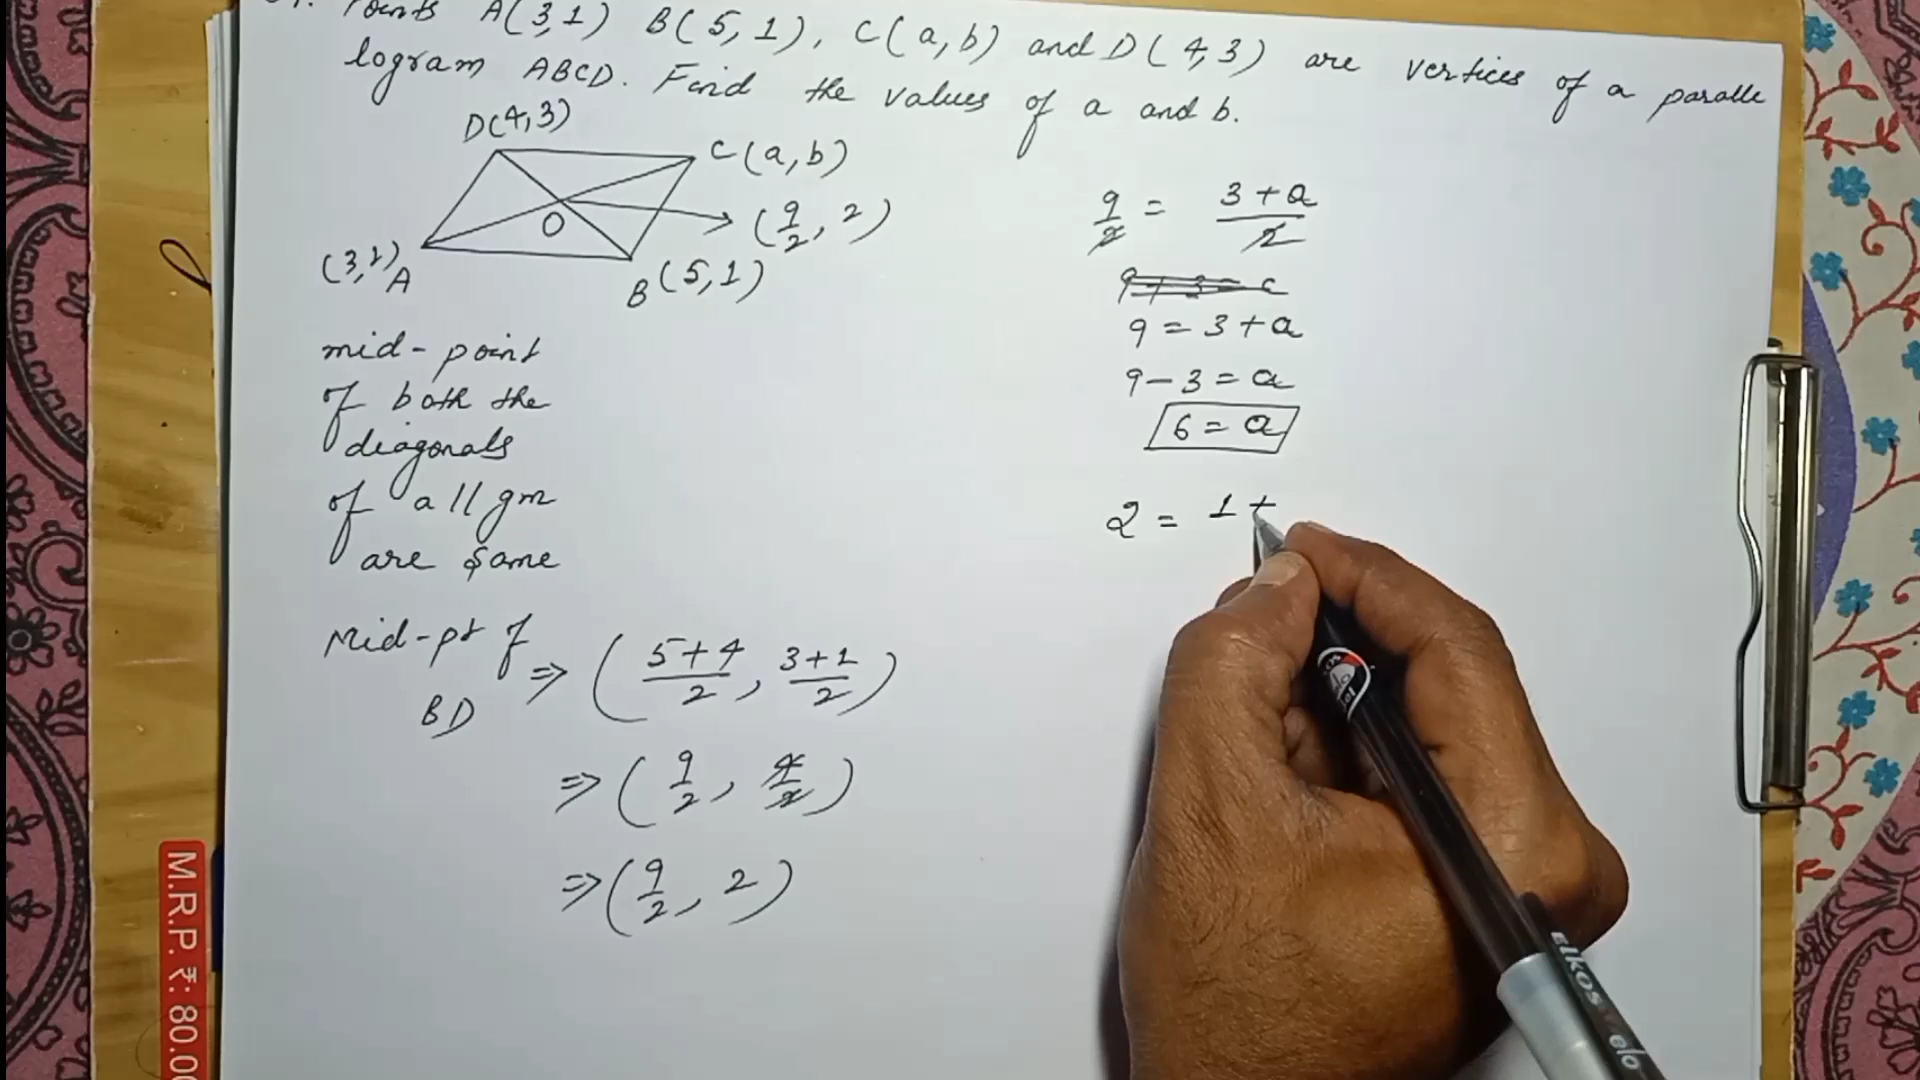 Points A(3,1) B(5,1), C(a,b) and D(4,3) are vertices of a paralle
logram ABCD. Find the values of a and b.
D(4,3)
C(a,b)
(9/2, 2)
O
(3,1) A
B(5,1)
mid-point
of both the
diagonals
of a ||gm
are same
Mid-pt of
BD
⇒ (5+4/2, 3+1/2)
⇒ (9/2, 4/2)
⇒ (9/2, 2)
9/2 = 3+a/2
9 = 3+a
9-3 = a
6 = a
2 = 1+
M.R.P. ₹: 80.00
elkos